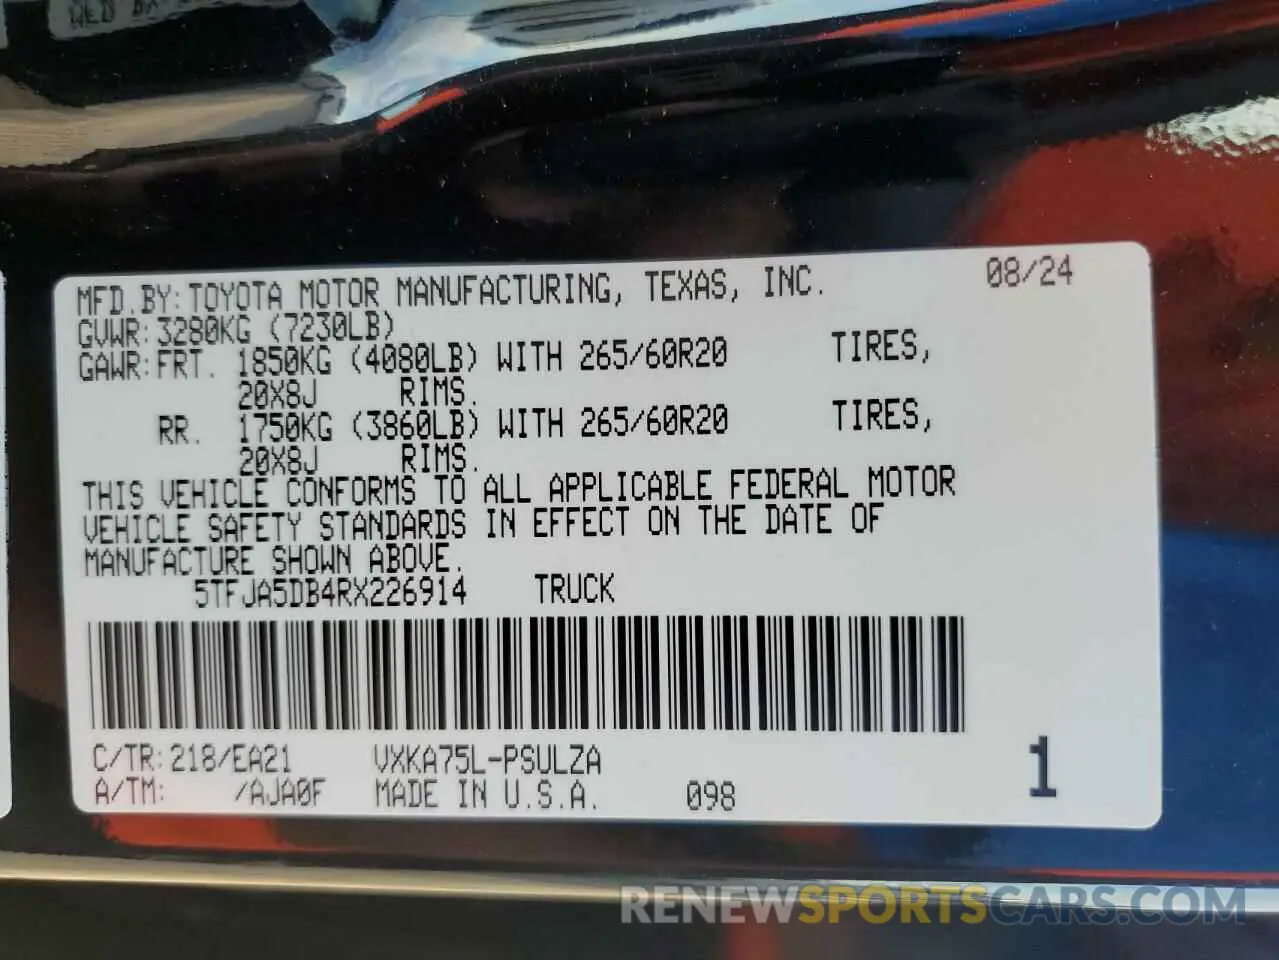 MFD.BY:TOYOTA MOTOR MANUFACTURING, TEXAS, INC. 08/24
GVWR:3280KG (7230LB)
GAWR:FRT. 1850KG (4080LB) WITH 265/60R20 TIRES,
20X8J RIMS.
RR. 1750KG (3860LB) WITH 265/60R20 TIRES,
20X8J RIMS.
THIS VEHICLE CONFORMS TO ALL APPLICABLE FEDERAL MOTOR
VEHICLE SAFETY STANDARDS IN EFFECT ON THE DATE OF
MANUFACTURE SHOWN ABOVE.
5TFJA5DB4RX226914 TRUCK
C/TR:218/EA21 VXKA75L-PSULZA
A/TM: /AJA0F MADE IN U.S.A. 098 1
RENEWSPORTSCARS.COM